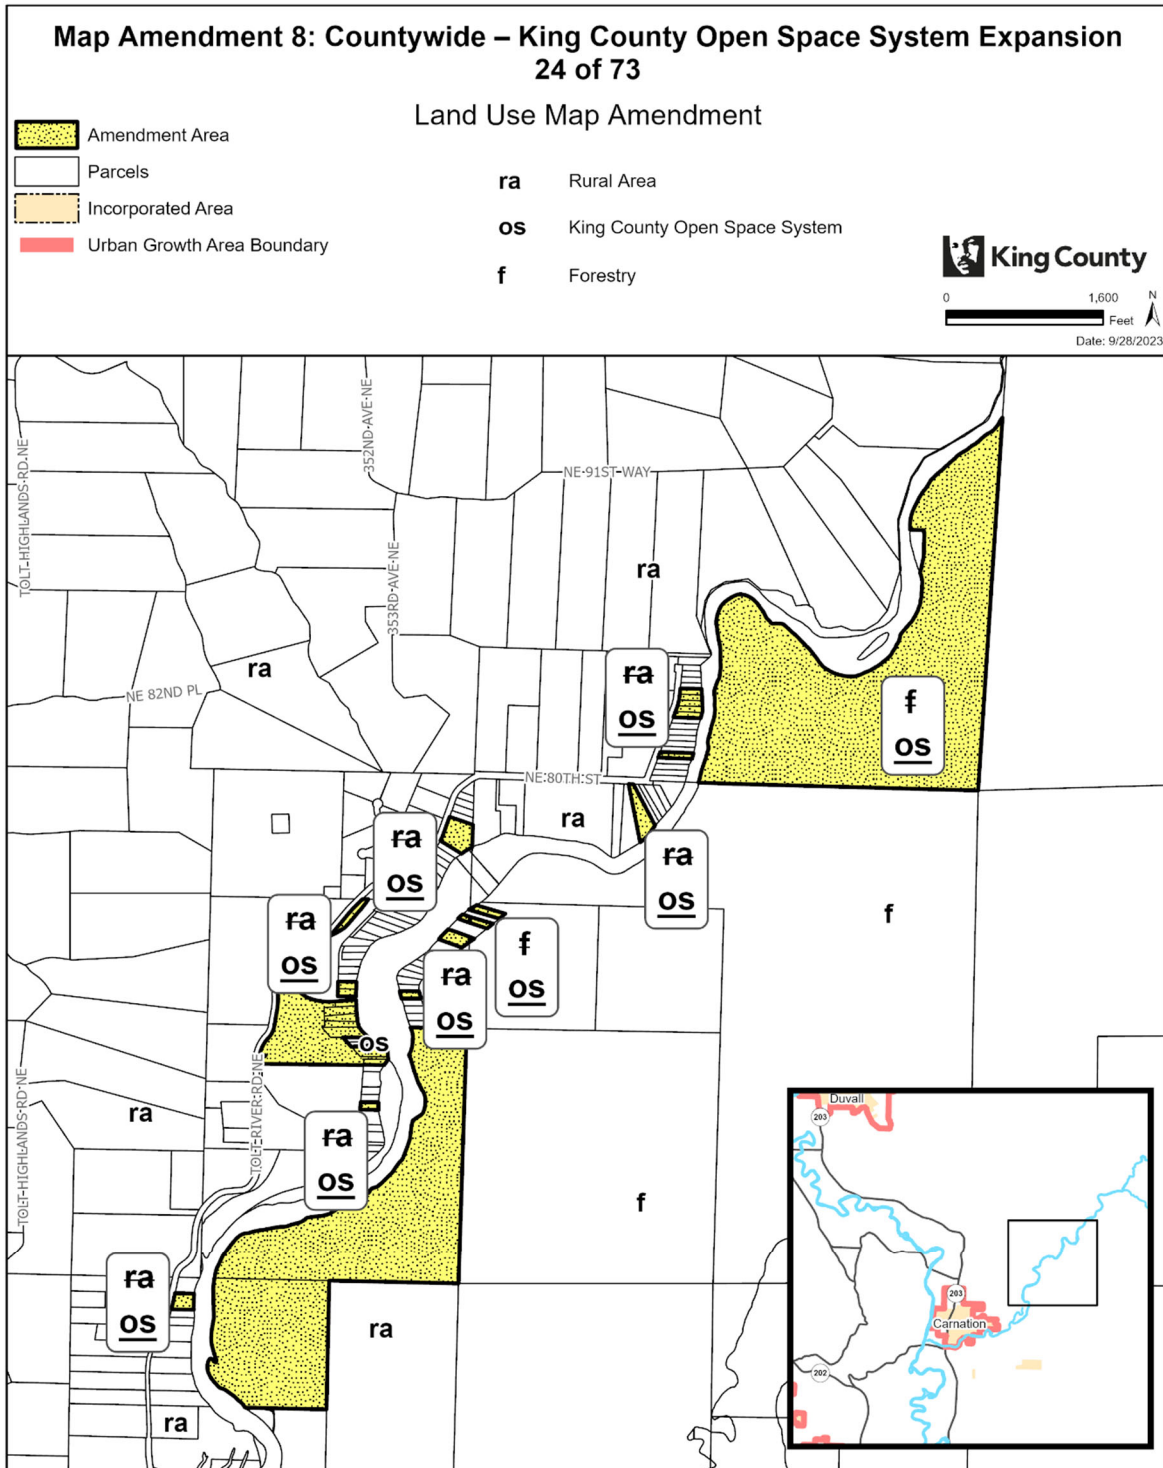 Map Amendment 8: Countywide – King County Open Space System Expansion
24 of 73
Land Use Map Amendment
Amendment Area
Parcels
Incorporated Area
Urban Growth Area Boundary
ra Rural Area
os King County Open Space System
f Forestry
King County
0 1,600
Feet
N
Date: 9/28/2023
352ND-AVE-NE
TOLT-HIGHLANDS-RD-NE
NE 91ST WAY
353RD-AVE-NE
ra
ra
NE 82ND PL
ra
os
f
os
NE 80TH ST
ra
ra
os
ra
os
ra
os
f
f
os
ra
os
os
TOLT-RIVER-RD-NE
TOLT-HIGHLANDS-RD-NE
ra
ra
os
f
ra
os
ra
ra
Duvall
203
203
Carnation
202